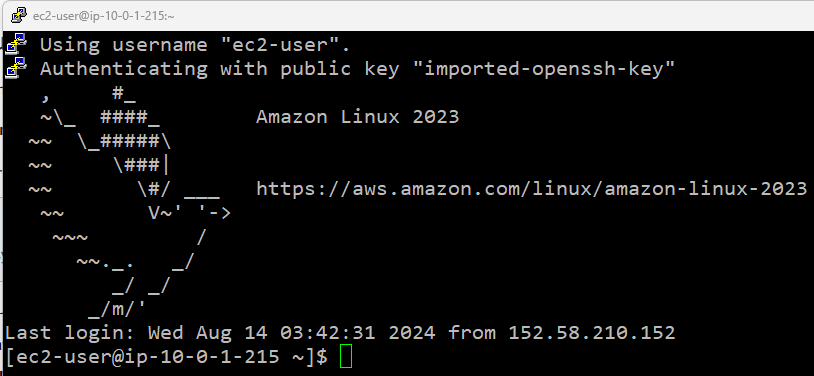 ec2-user@ip-10-0-1-215:~
Using username "ec2-user".
Authenticating with public key "imported-openssh-key"
   ,     #_
   ~\_  ####_        Amazon Linux 2023
  ~~  \_#####\
  ~~     \###|
  ~~       \#/ ___   https://aws.amazon.com/linux/amazon-linux-2023
   ~~       V~' '->
    ~~~         /
      ~~._.   _/
         _/ _/
       _/m/'
Last login: Wed Aug 14 03:42:31 2024 from 152.58.210.152
[ec2-user@ip-10-0-1-215 ~]$